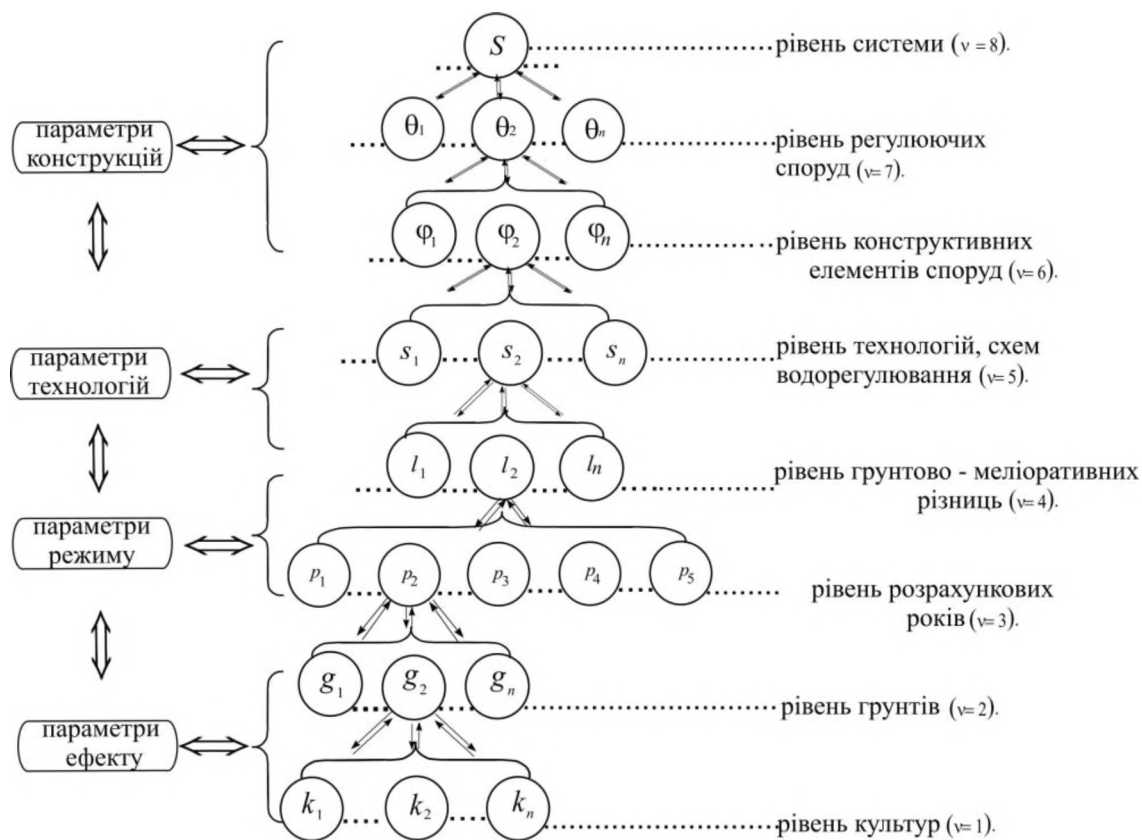 S
рівень системи (ν = 8).
θ1 θ2 θn
параметри
конструкцій
рівень регулюючих
споруд (ν= 7).
φ1 φ2 φn
рівень конструктивних
елементів споруд (ν= 6).
s1 s2 sn
параметри
технологій
рівень технологій, схем
водорегулювання (ν= 5).
l1 l2 ln
рівень грунтово - меліоративних
різниць (ν= 4).
параметри
режиму
p1 p2 p3 p4 p5
рівень розрахункових
років (ν= 3).
g1 g2 gn
рівень грунтів (ν= 2).
параметри
ефекту
k1 k2 kn
рівень культур (ν= 1).